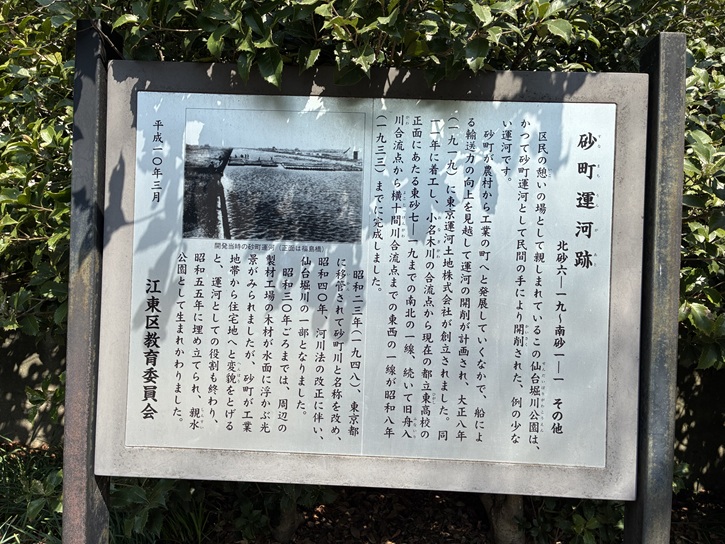 砂町運河跡
北砂六―一九～南砂一―一 その他
区民の憩いの場として親しまれているこの仙台堀川公園は、
かつて砂町運河として民間の手により開削された、例の少な
い運河です。
砂町が農村から工業の町へと発展していくなかで、船によ
る輸送力の向上を見越して運河の開削が計画され、大正八年
(一九一九)に東京運河土地株式会社が創立されました。同
一一年に着工し、小名木川の合流点から現在の都立東高校の
正面にあたる東砂七―一九までの南北の一線、続いて旧舟入
川合流点から横十間川合流点までの東西の一線が昭和八年
(一九三三)までに完成しました。
開発当時の砂町運河(正面は福島橋)
昭和二三年(一九四八)、東京都
に移管されて砂町川と名称を改め、
昭和四〇年、河川法の改正に伴い、
仙台堀川の一部となりました。
昭和三〇年ごろまでは、周辺の
製材工場の木材が水面に浮かぶ光
景がみられましたが、砂町が工業
地帯から住宅地へと変貌をとげる
と、運河としての役割も終わり、
昭和五五年に埋め立てられ、親水
公園として生まれかわりました。
平成二〇年三月
江東区教育委員会